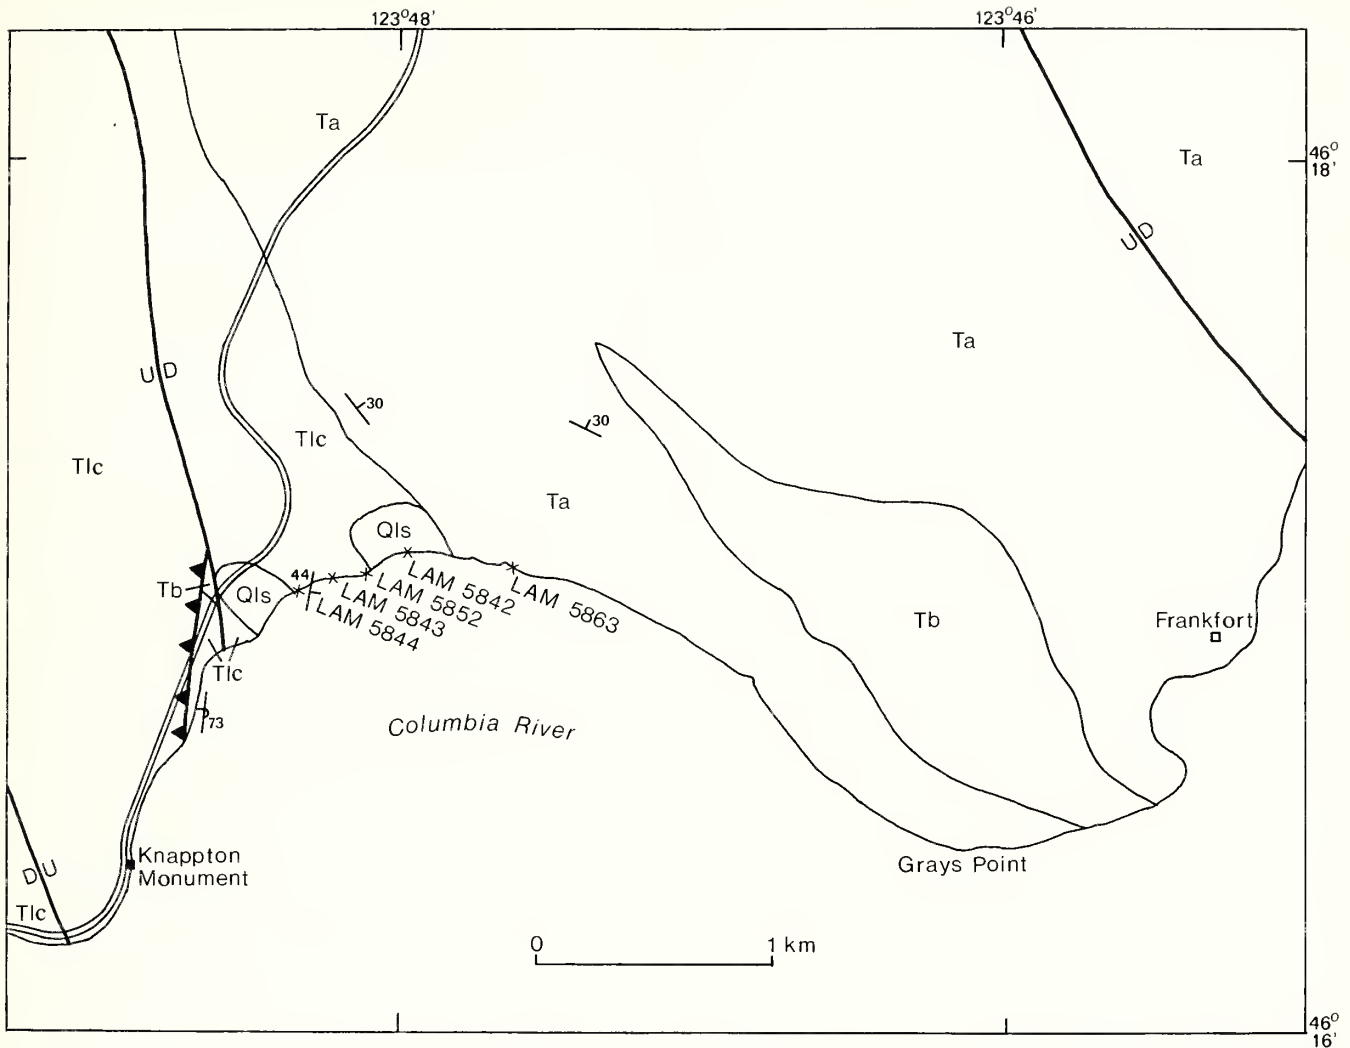 123°48'
123°46'
Ta
Ta
46°
18'
U D
Ta
U D
30
30
Tlc
Tlc
Ta
Qls
44
Tb
Qls
LAM 5842
LAM 5863
LAM 5852
LAM 5843
LAM 5844
Tb
Frankfort
Tlc
73
Columbia River
Knappton
Monument
D U
Grays Point
Tlc
0
1 km
46°
16'